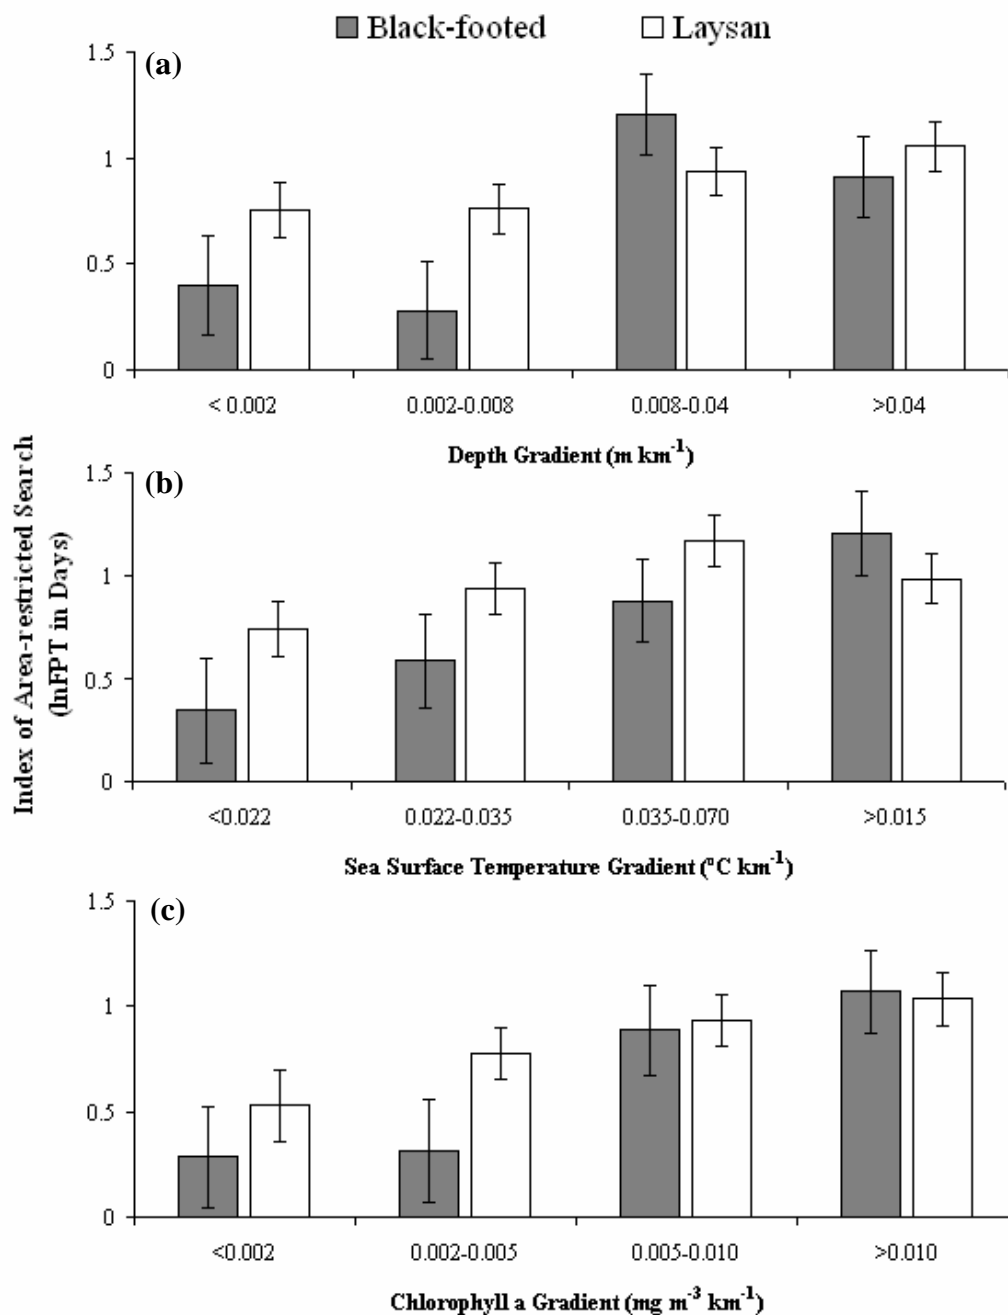 Black-footed Laysan
(a)
1.5
1
0.5
0
< 0.002 0.002-0.008 0.008-0.04 >0.04
Depth Gradient (m km⁻¹)
Index of Area-restricted Search
(lnFPT in Days)
(b)
1.5
1
0.5
0
<0.022 0.022-0.035 0.035-0.070 >0.015
Sea Surface Temperature Gradient (°C km⁻¹)
(c)
1.5
1
0.5
0
<0.002 0.002-0.005 0.005-0.010 >0.010
Chlorophyll a Gradient (mg m⁻³ km⁻¹)